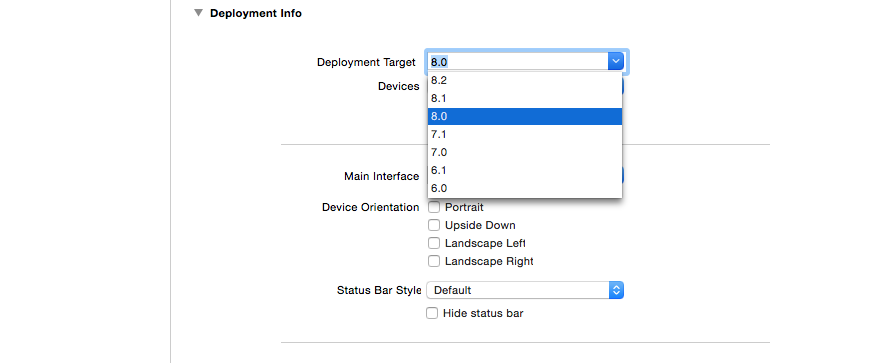 Deployment Info
Deployment Target 8.0
8.2
Devices
8.1
8.0
7.1
7.0
6.1
Main Interface
6.0
Device Orientation Portrait
Upside Down
Landscape Left
Landscape Right
Status Bar Style Default
Hide status bar